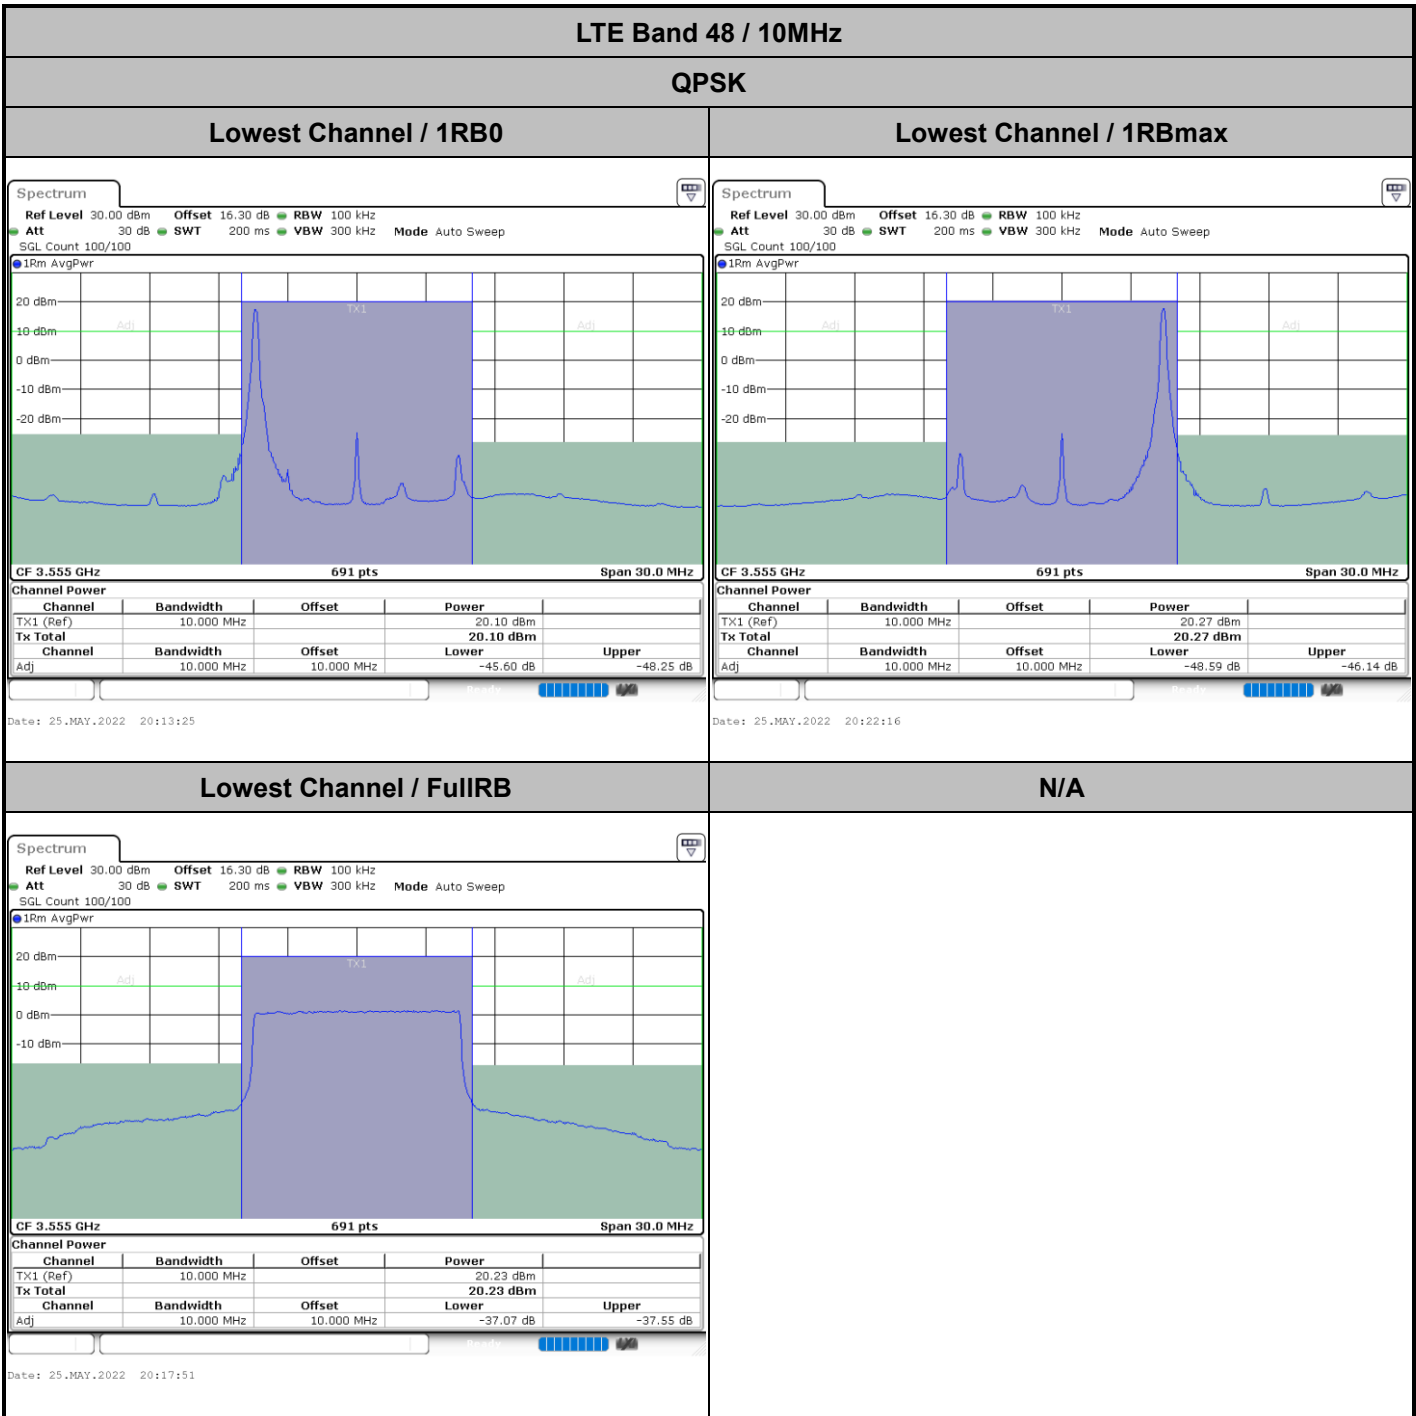 LTE Band 48 / 10MHz
QPSK
Lowest Channel / 1RB0
Lowest Channel / 1RBmax
Spectrum
Ref Level 30.00 dBm Offset 16.30 dB RBW 100 kHz
Att 30 dB SWT 200 ms VBW 300 kHz Mode Auto Sweep
SGL Count 100/100
1Rm AvgPwr
20 dBm
10 dBm
0 dBm
-10 dBm
-20 dBm
Adj
TX1
Adj
CF 3.555 GHz 691 pts Span 30.0 MHz
Channel Power
Channel Bandwidth Offset Power
TX1 (Ref) 10.000 MHz 20.10 dBm
Tx Total 20.10 dBm
Channel Bandwidth Offset Lower Upper
Adj 10.000 MHz 10.000 MHz -45.60 dB -48.25 dB
Ready
Date: 25.MAY.2022 20:13:25
Spectrum
Ref Level 30.00 dBm Offset 16.30 dB RBW 100 kHz
Att 30 dB SWT 200 ms VBW 300 kHz Mode Auto Sweep
SGL Count 100/100
1Rm AvgPwr
20 dBm
10 dBm
0 dBm
-10 dBm
-20 dBm
Adj
TX1
Adj
CF 3.555 GHz 691 pts Span 30.0 MHz
Channel Power
Channel Bandwidth Offset Power
TX1 (Ref) 10.000 MHz 20.27 dBm
Tx Total 20.27 dBm
Channel Bandwidth Offset Lower Upper
Adj 10.000 MHz 10.000 MHz -48.59 dB -46.14 dB
Ready
Date: 25.MAY.2022 20:22:16
Lowest Channel / FullRB
N/A
Spectrum
Ref Level 30.00 dBm Offset 16.30 dB RBW 100 kHz
Att 30 dB SWT 200 ms VBW 300 kHz Mode Auto Sweep
SGL Count 100/100
1Rm AvgPwr
20 dBm
10 dBm
0 dBm
-10 dBm
Adj
TX1
Adj
CF 3.555 GHz 691 pts Span 30.0 MHz
Channel Power
Channel Bandwidth Offset Power
TX1 (Ref) 10.000 MHz 20.23 dBm
Tx Total 20.23 dBm
Channel Bandwidth Offset Lower Upper
Adj 10.000 MHz 10.000 MHz -37.07 dB -37.55 dB
Ready
Date: 25.MAY.2022 20:17:51